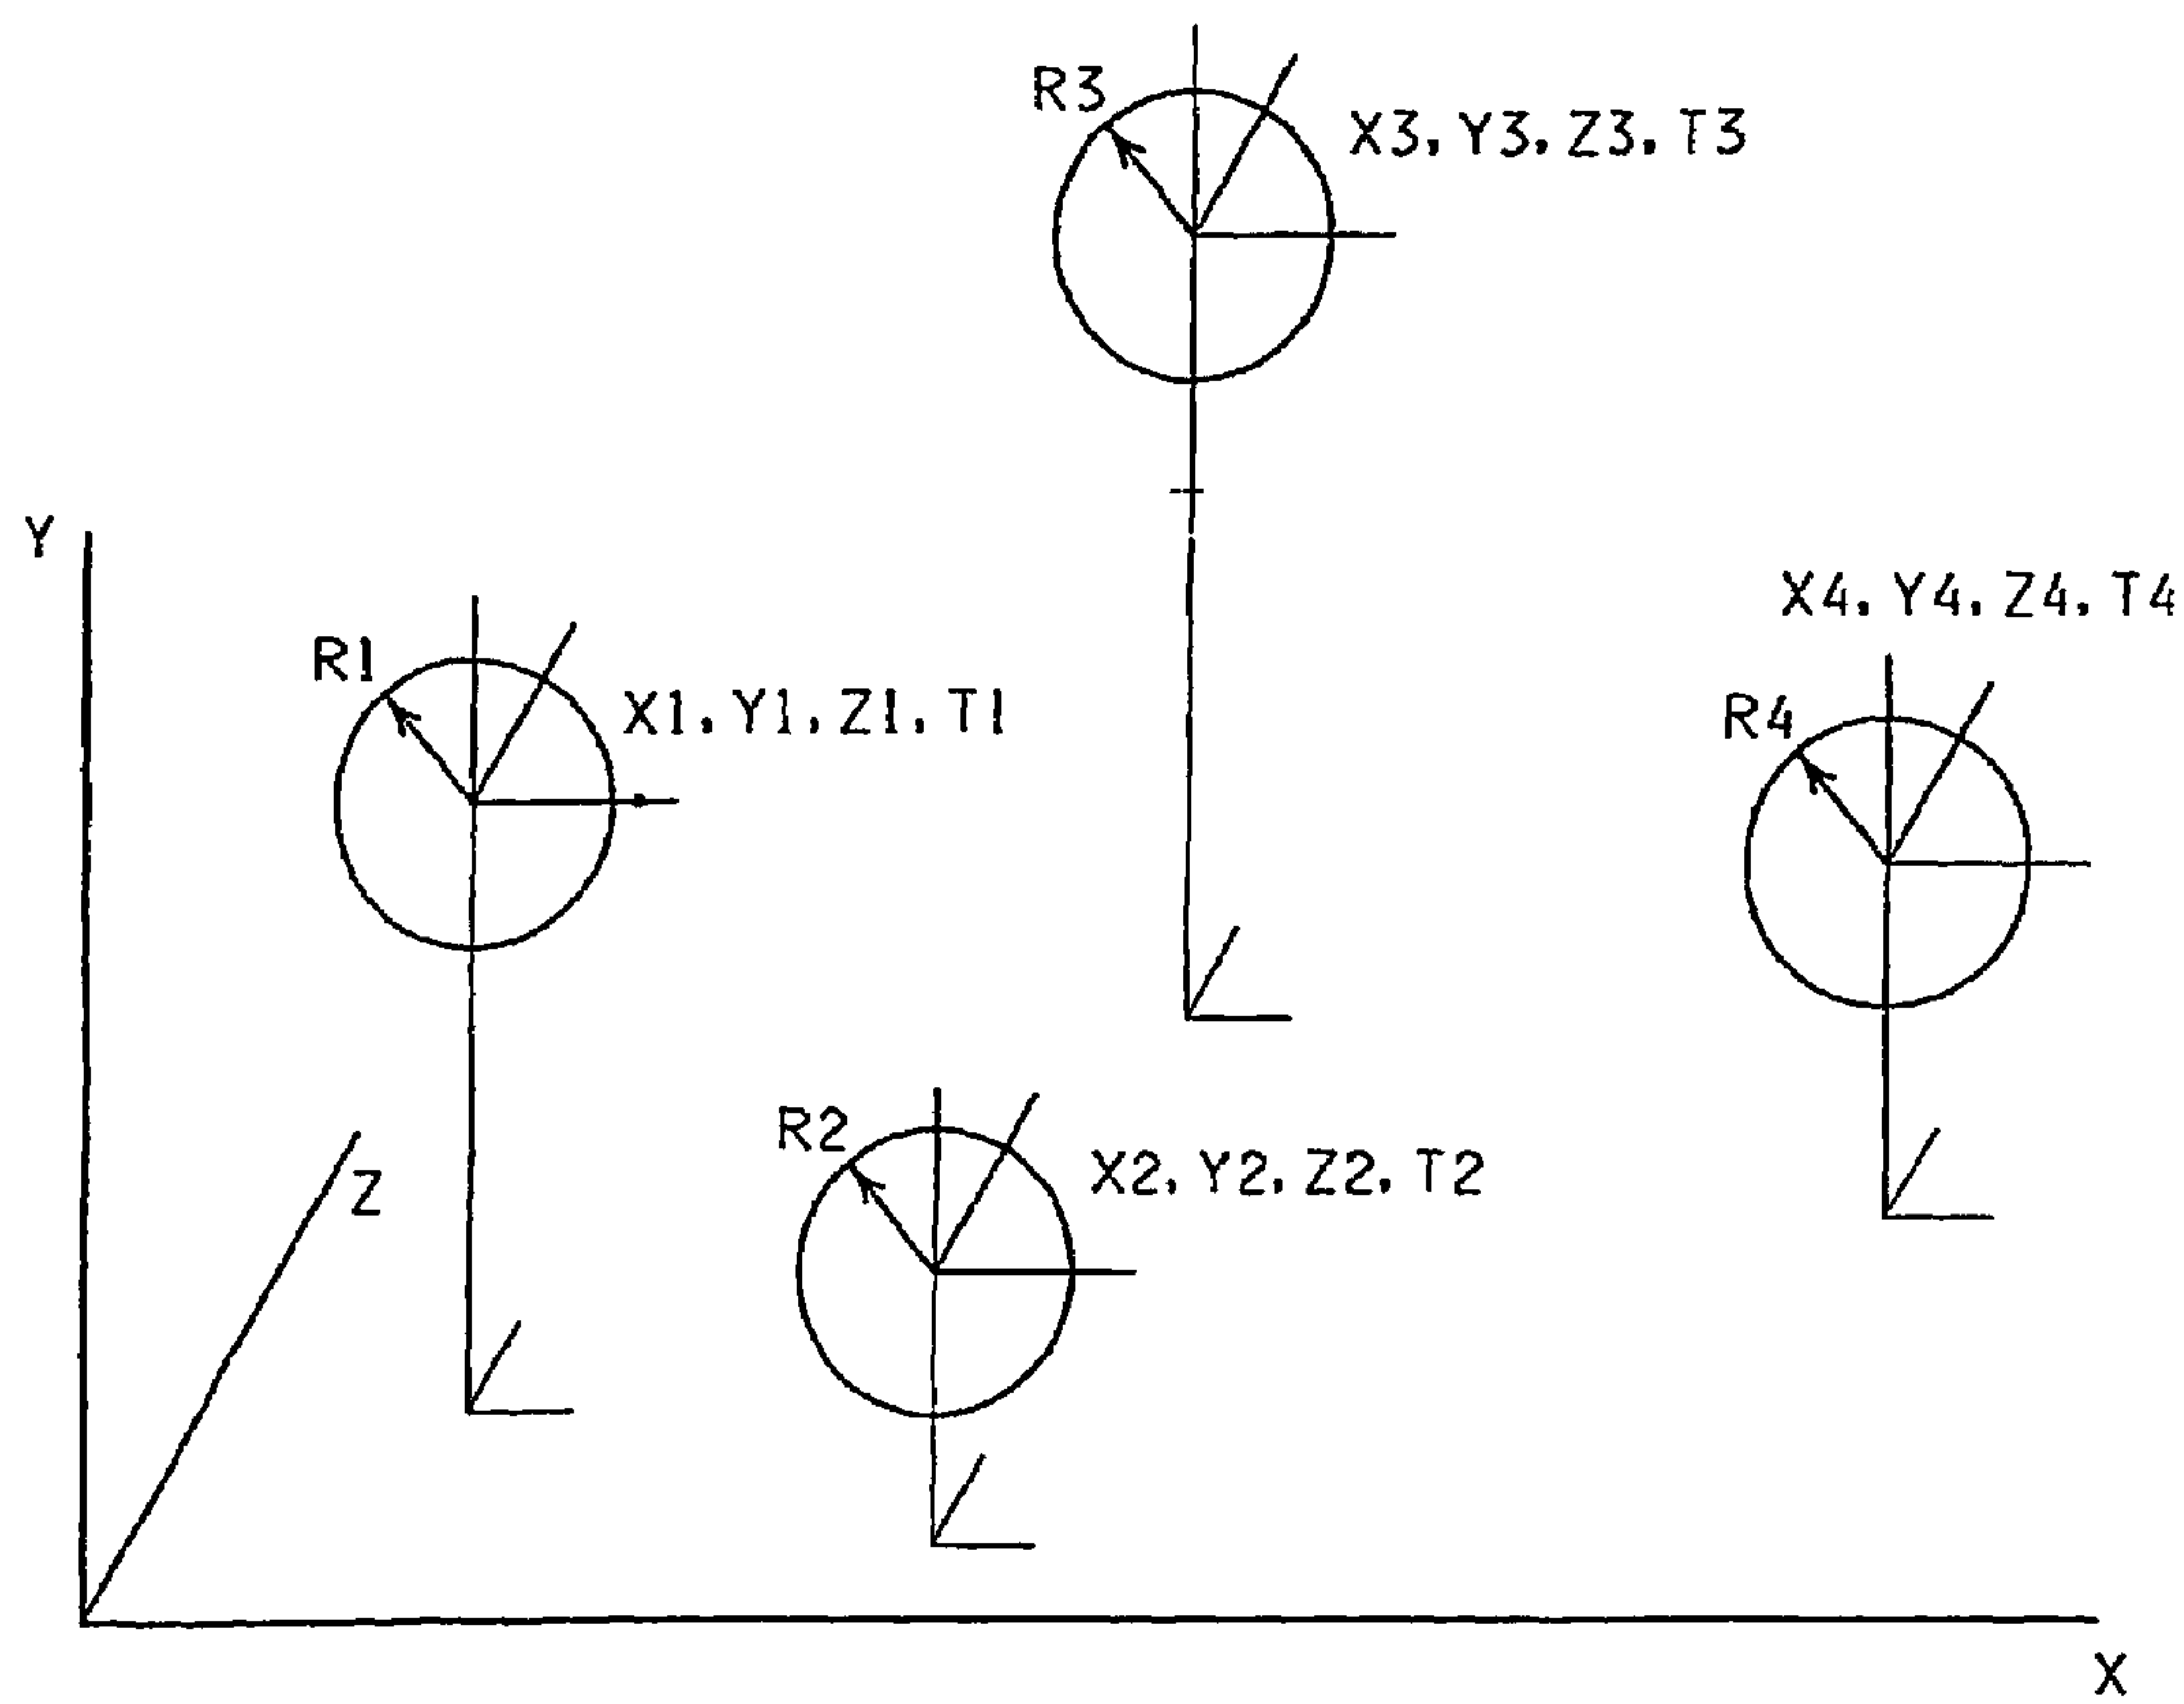 R3
X3,Y3,Z3,T3
Y
X4,Y4,Z4,T4
R1
X1,Y1,Z1,T1
R4
R2
X2,Y2,Z2,T2
Z
X